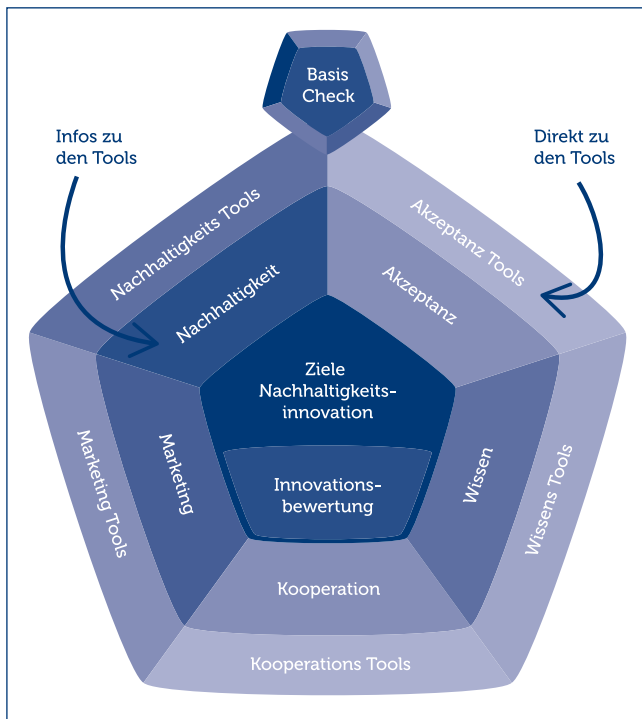 Basis
Check
Infos zu
den Tools
Direkt zu
den Tools
Nachhaltigkeits Tools
Akzeptanz Tools
Nachhaltigkeit
Akzeptanz
Ziele
Nachhaltigkeits-
innovation
Innovations-
bewertung
Marketing Tools
Marketing
Wissen
Wissens Tools
Kooperation
Kooperations Tools